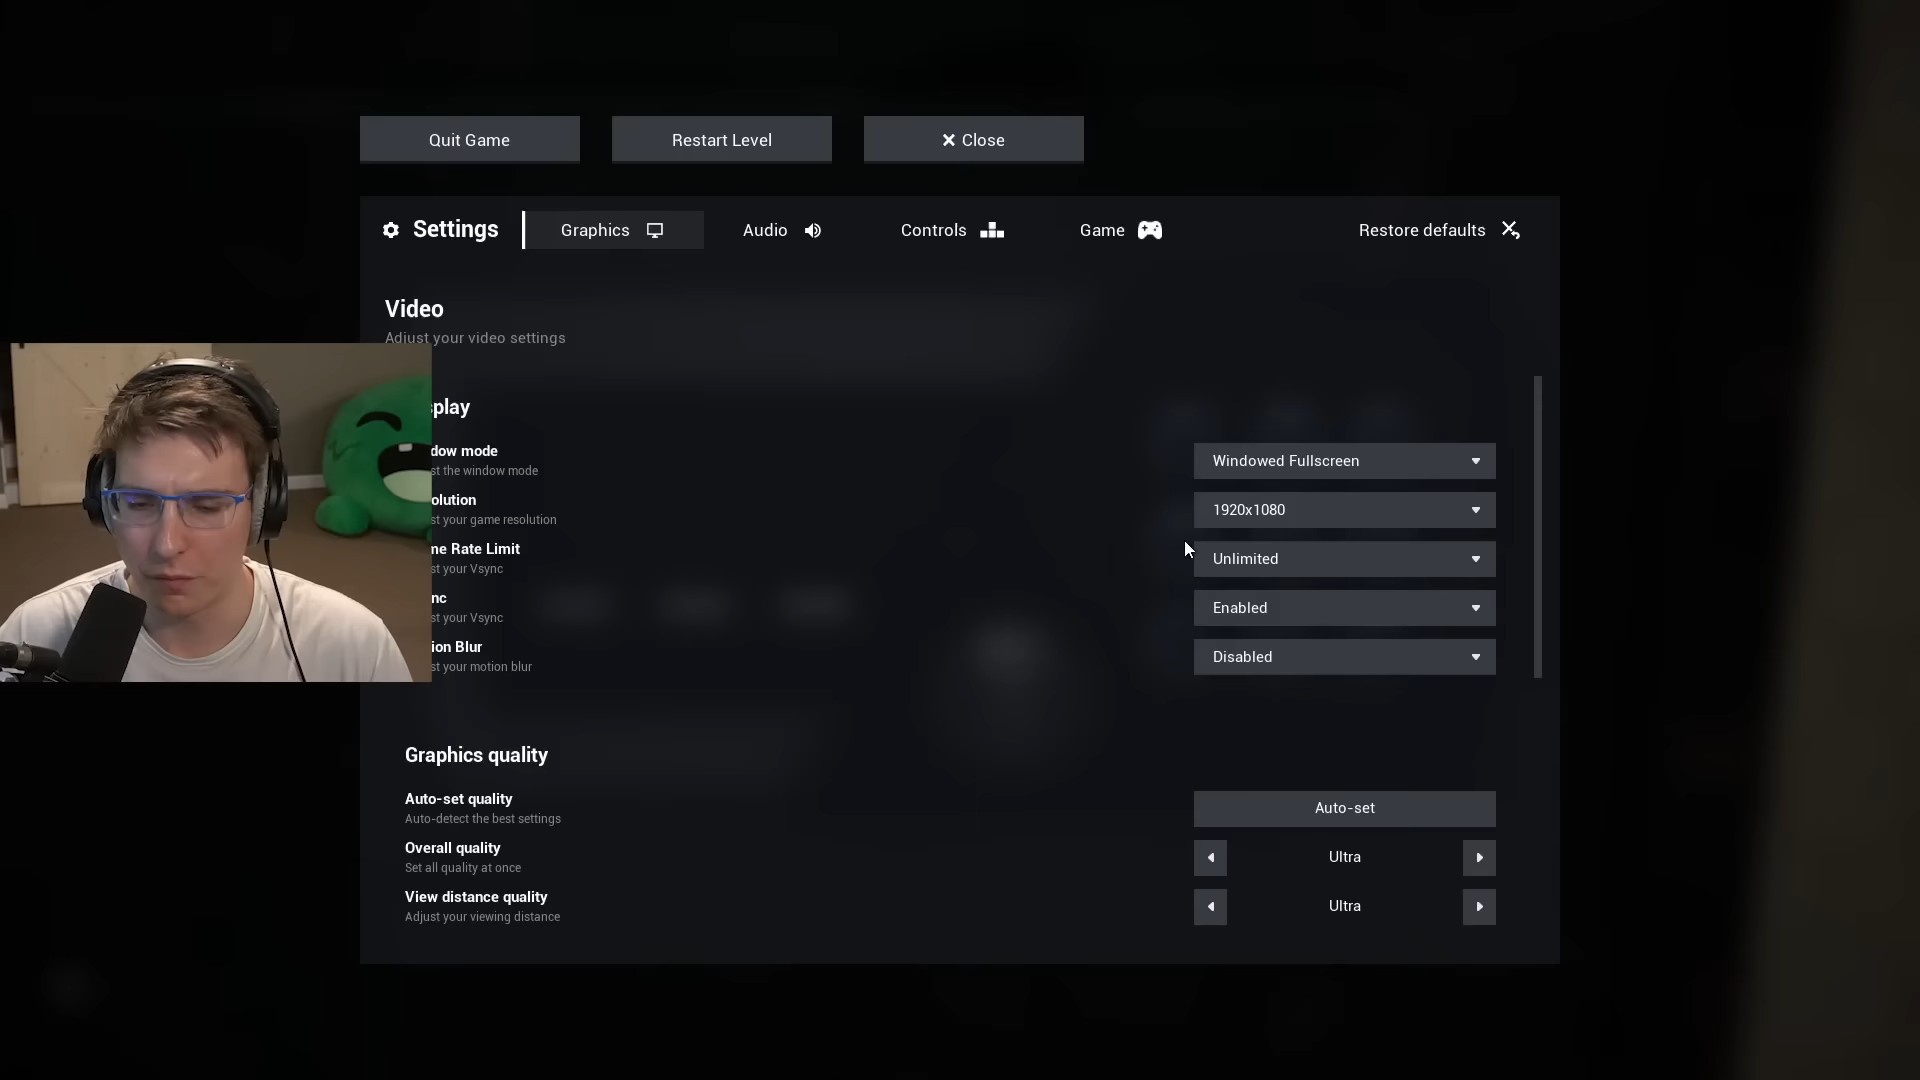 Quit Game
Restart Level
Close
Settings
Graphics
Audio
Controls
Game
Restore defaults
Video
Adjust your video settings
splay
dow mode
Windowed Fullscreen
st the window mode
olution
1920x1080
st your game resolution
me Rate Limit
Unlimited
st your Vsync
nc
Enabled
st your Vsync
ion Blur
Disabled
st your motion blur
Graphics quality
Auto-set quality
Auto-set
Auto-detect the best settings
Overall quality
Ultra
Set all quality at once
View distance quality
Ultra
Adjust your viewing distance